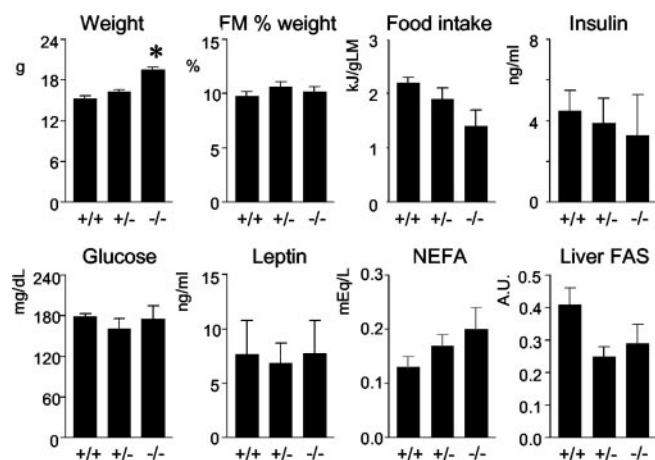 Weight
g
24
18
12
6
0
*
+/+ +/- -/-
FM % weight
%
15
10
5
0
+/+ +/- -/-
Food intake
kJ/gLM
3
2
1
0
+/+ +/- -/-
Insulin
ng/ml
8
4
0
+/+ +/- -/-
Glucose
mg/dL
240
180
120
60
0
+/+ +/- -/-
Leptin
ng/ml
15
10
5
0
+/+ +/- -/-
NEFA
mEq/L
0.3
0.2
0.1
0.0
+/+ +/- -/-
Liver FAS
A.U.
0.5
0.4
0.3
0.2
0.1
0.0
+/+ +/- -/-